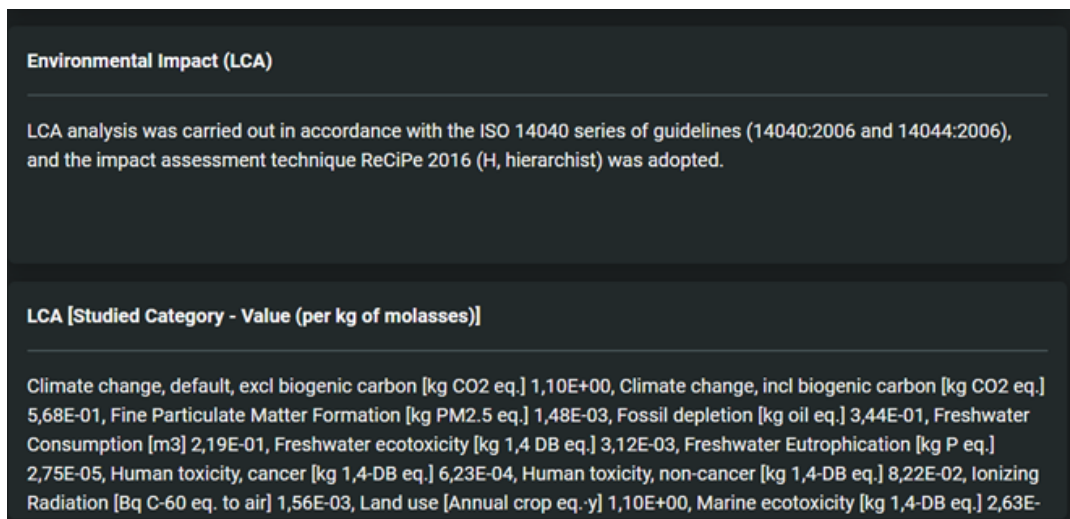 Environmental Impact (LCA)
LCA analysis was carried out in accordance with the ISO 14040 series of guidelines (14040:2006 and 14044:2006),
and the impact assessment technique ReCiPe 2016 (H, hierarchist) was adopted.
LCA [Studied Category - Value (per kg of molasses)]
Climate change, default, excl biogenic carbon [kg CO2 eq.] 1,10E+00, Climate change, incl biogenic carbon [kg CO2 eq.]
5,68E-01, Fine Particulate Matter Formation [kg PM2.5 eq.] 1,48E-03, Fossil depletion [kg oil eq.] 3,44E-01, Freshwater
Consumption [m3] 2,19E-01, Freshwater ecotoxicity [kg 1,4 DB eq.] 3,12E-03, Freshwater Eutrophication [kg P eq.]
2,75E-05, Human toxicity, cancer [kg 1,4-DB eq.] 6,23E-04, Human toxicity, non-cancer [kg 1,4-DB eq.] 8,22E-02, Ionizing
Radiation [Bq C-60 eq. to air] 1,56E-03, Land use [Annual crop eq.·y] 1,10E+00, Marine ecotoxicity [kg 1,4-DB eq.] 2,63E-